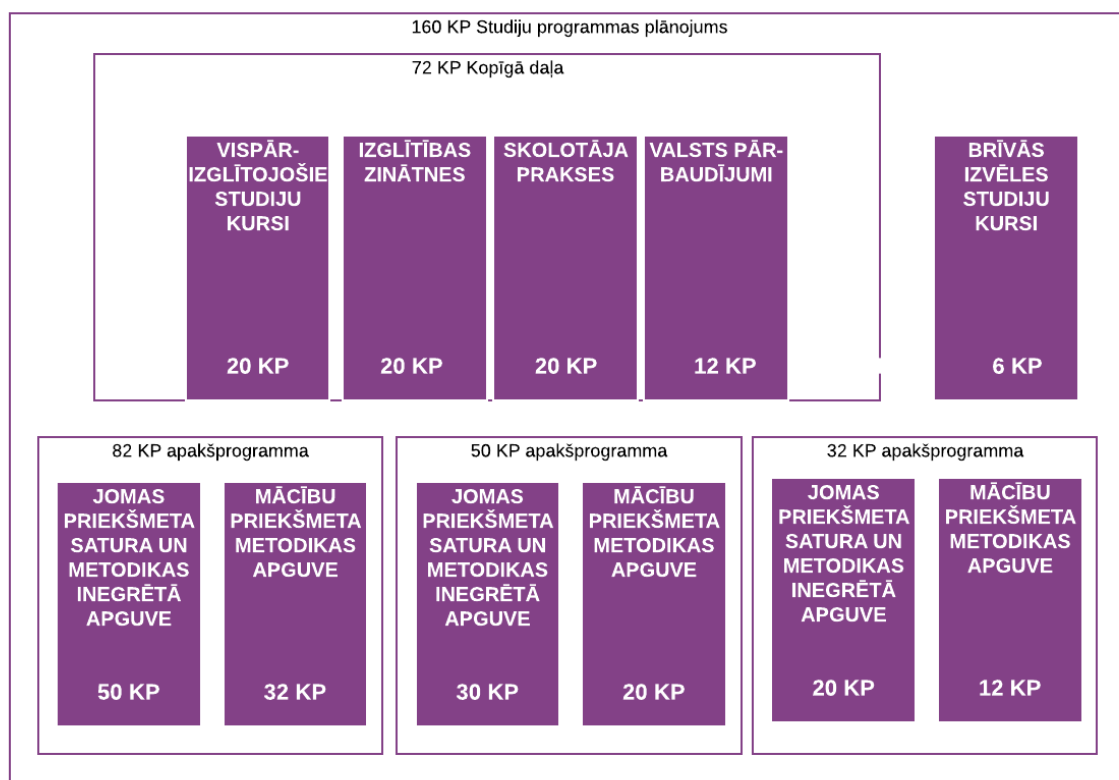 160 KP Studiju programmas plānojums
72 KP Kopīgā daļa
VISPĀR-
IZGLĪTOJOŠIE
STUDIJU
KURSI
20 KP
IZGLĪTĪBAS
ZINĀTNES
20 KP
SKOLOTĀJA
PRAKSES
20 KP
VALSTS PĀR-
BAUDĪJUMI
12 KP
BRĪVĀS
IZVĒLES
STUDIJU
KURSI
6 KP
82 KP apakšprogramma
JOMAS
PRIEKŠMETA
SATURA UN
METODIKAS
INEGRĒTĀ
APGUVE
50 KP
MĀCĪBU
PRIEKŠMETA
METODIKAS
APGUVE
32 KP
50 KP apakšprogramma
JOMAS
PRIEKŠMETA
SATURA UN
METODIKAS
INEGRĒTĀ
APGUVE
30 KP
MĀCĪBU
PRIEKŠMETA
METODIKAS
APGUVE
20 KP
32 KP apakšprogramma
JOMAS
PRIEKŠMETA
SATURA UN
METODIKAS
INEGRĒTĀ
APGUVE
20 KP
MĀCĪBU
PRIEKŠMETA
METODIKAS
APGUVE
12 KP